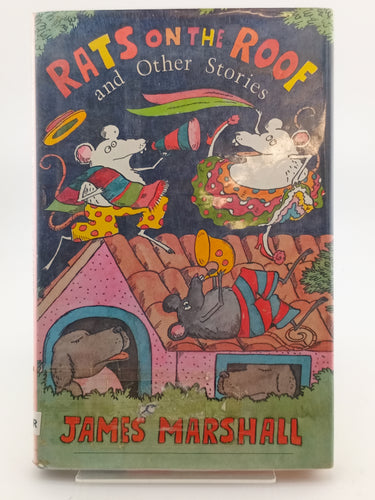 RATS ON THE ROOF
and Other Stories
JAMES MARSHALL
R